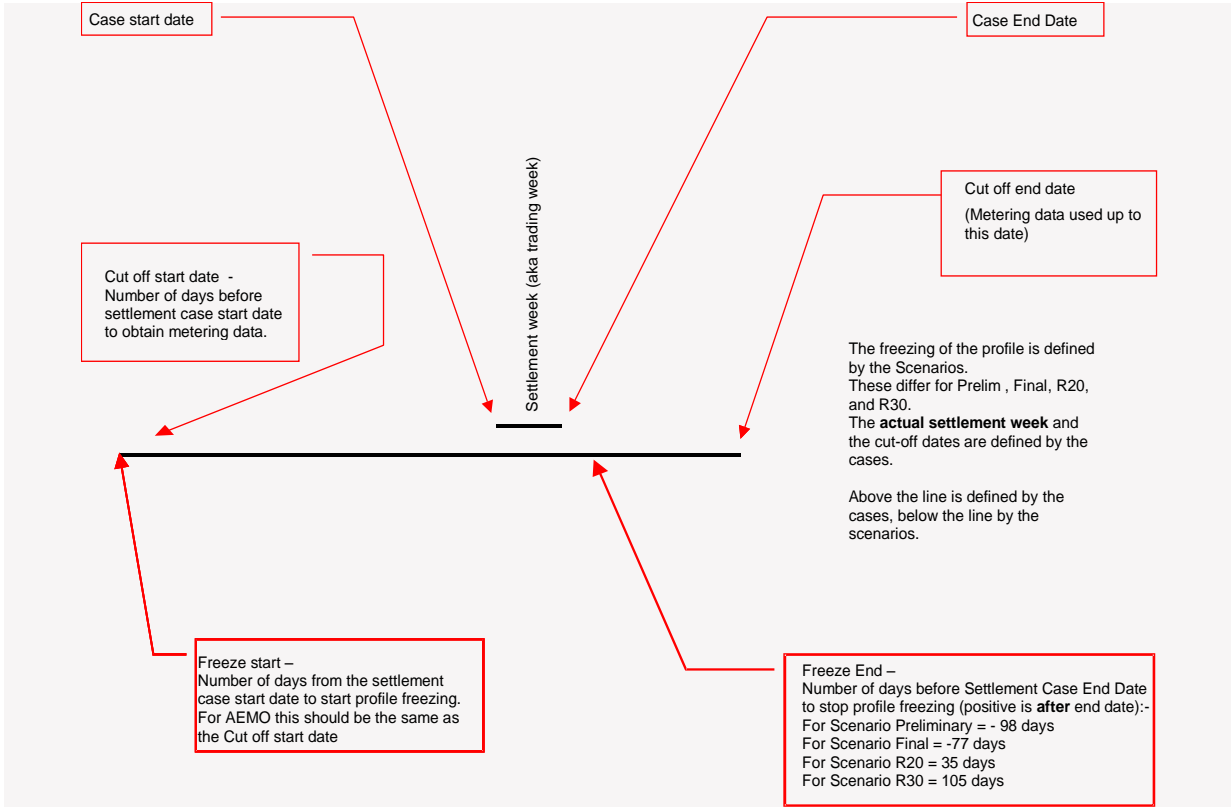 Case start date
Case End Date
Settlement week (aka trading week)
Cut off end date
(Metering data used up to
this date)
Cut off start date  -
Number of days before
settlement case start date
to obtain metering data.
The freezing of the profile is defined
by the Scenarios.
These differ for Prelim , Final, R20,
and R30.
The actual settlement week and
the cut-off dates are defined by the
cases.
Above the line is defined by the
cases, below the line by the
scenarios.
Freeze start –
Number of days from the settlement
case start date to start profile freezing.
For AEMO this should be the same as
the Cut off start date
Freeze End –
Number of days before Settlement Case End Date
to stop profile freezing (positive is after end date):-
For Scenario Preliminary = - 98 days
For Scenario Final = -77 days
For Scenario R20 = 35 days
For Scenario R30 = 105 days